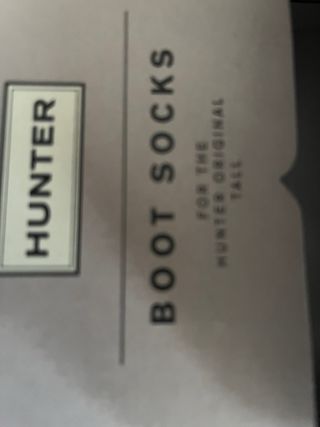 HUNTER
BOOT SOCKS
FOR THE
HUNTER ORIGINAL
TALL